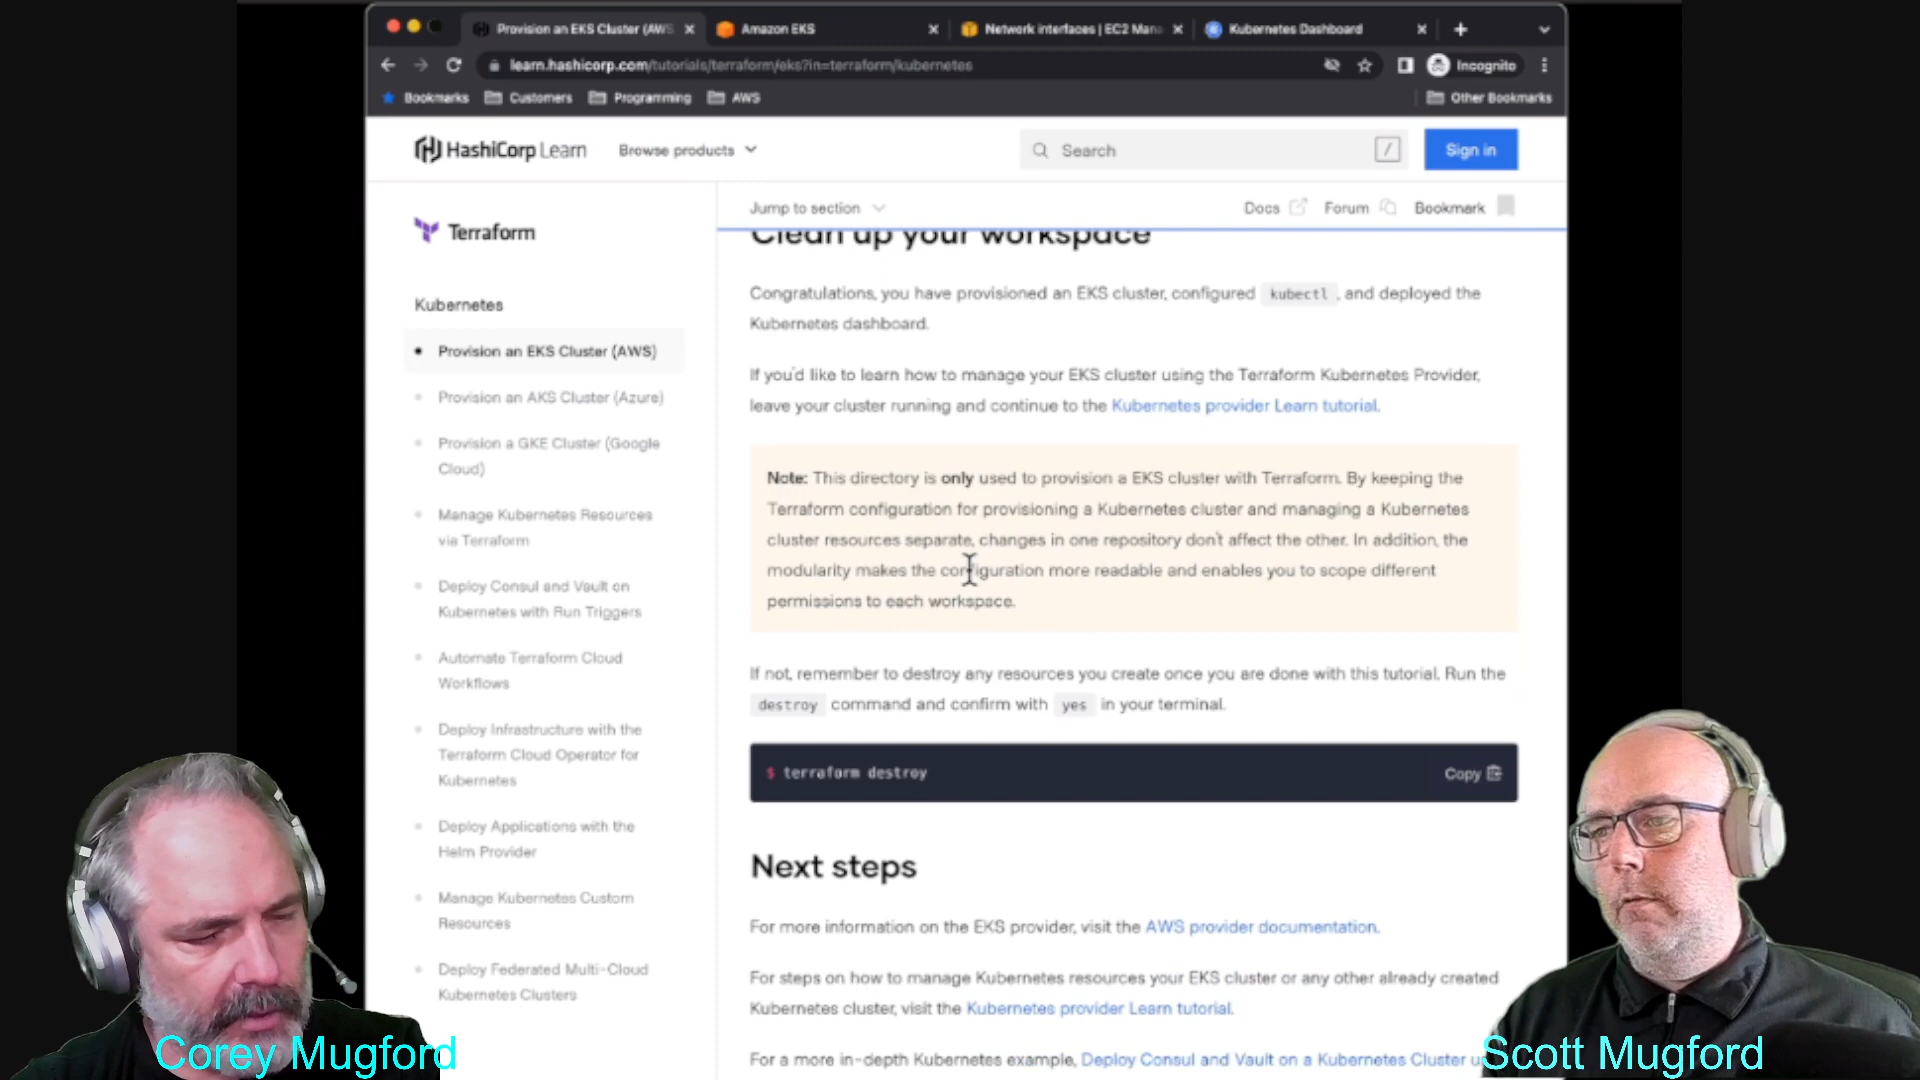 Provision an EKS Cluster (AWS
Amazon EKS
Network interfaces | EC2 Mana
Kubernetes Dashboard
learn.hashicorp.com/tutorials/terraform/eks?in=terraform/kubernetes
Incognito
Bookmarks
Customers
Programming
AWS
Other Bookmarks
HashiCorp Learn
Browse products
Search
/
Sign in
Jump to section
Docs
Forum
Bookmark
Terraform
Kubernetes
Provision an EKS Cluster (AWS)
Provision an AKS Cluster (Azure)
Provision a GKE Cluster (Google
Cloud)
Manage Kubernetes Resources
via Terraform
Deploy Consul and Vault on
Kubernetes with Run Triggers
Automate Terraform Cloud
Workflows
Deploy Infrastructure with the
Terraform Cloud Operator for
Kubernetes
Deploy Applications with the
Helm Provider
Manage Kubernetes Custom
Resources
Deploy Federated Multi-Cloud
Kubernetes Clusters
Clean up your workspace
Congratulations, you have provisioned an EKS cluster, configured kubectl, and deployed the
Kubernetes dashboard.
If you'd like to learn how to manage your EKS cluster using the Terraform Kubernetes Provider,
leave your cluster running and continue to the Kubernetes provider Learn tutorial.
Note: This directory is only used to provision a EKS cluster with Terraform. By keeping the
Terraform configuration for provisioning a Kubernetes cluster and managing a Kubernetes
cluster resources separate, changes in one repository don't affect the other. In addition, the
modularity makes the configuration more readable and enables you to scope different
permissions to each workspace.
If not, remember to destroy any resources you create once you are done with this tutorial. Run the
destroy command and confirm with yes in your terminal.
$ terraform destroy
Copy
Next steps
For more information on the EKS provider, visit the AWS provider documentation.
For steps on how to manage Kubernetes resources your EKS cluster or any other already created
Kubernetes cluster, visit the Kubernetes provider Learn tutorial.
For a more in-depth Kubernetes example, Deploy Consul and Vault on a Kubernetes Cluster
Corey Mugford
Scott Mugford